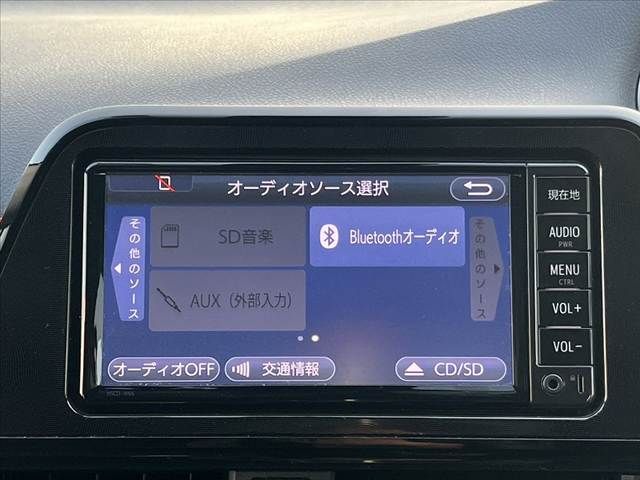 オーディオソース選択
現在地
その他のソース
SD音楽
Bluetoothオーディオ
その他のソース
AUDIO
PWR
AUX（外部入力）
MENU
CTRL
VOL+
VOL-
オーディオOFF
交通情報
CD/SD